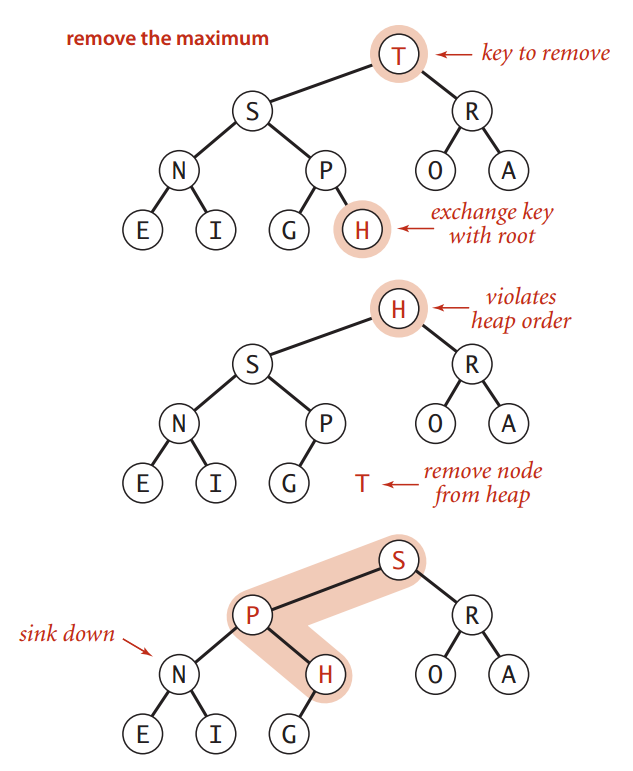 remove the maximum
T
key to remove
S
R
N
P
O
A
E
I
G
H
exchange key
with root
H
violates
heap order
S
R
N
P
O
A
E
I
G
T
remove node
from heap
S
P
R
sink down
N
H
O
A
E
I
G